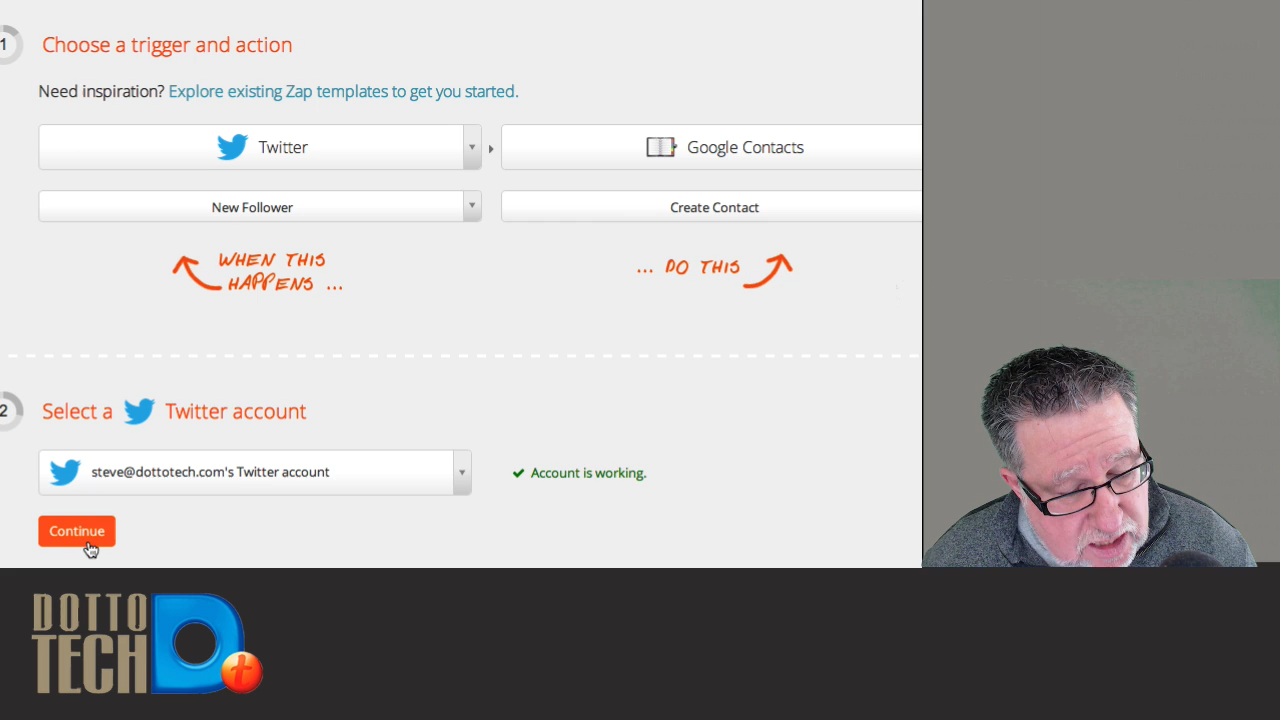 1
Choose a trigger and action
Need inspiration? Explore existing Zap templates to get you started.
Twitter
Google Contacts
New Follower
Create Contact
WHEN THIS
HAPPENS ...
... DO THIS
2
Select a Twitter account
steve@dottotech.com's Twitter account
Account is working.
Continue
DOTTO
TECH
D
t